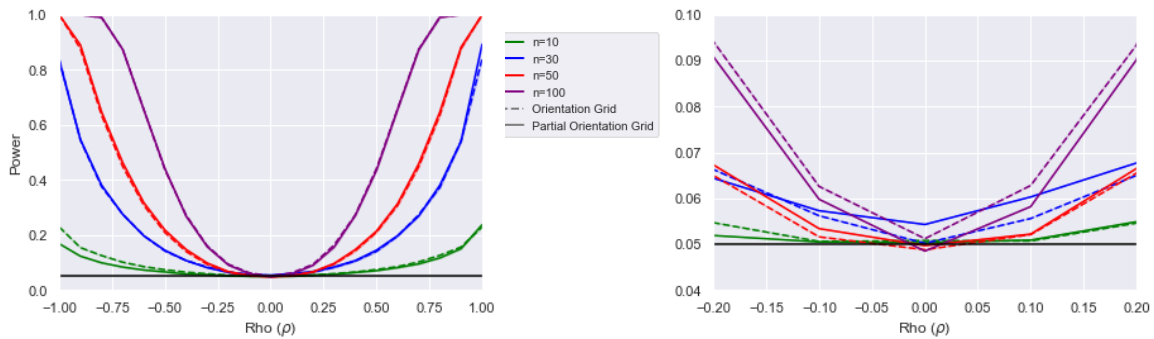 1.0
0.8
0.6
0.4
0.2
0.0
Power
−1.00 −0.75 −0.50 −0.25 0.00 0.25 0.50 0.75 1.00
Rho (ρ)
n=10
n=30
n=50
n=100
Orientation Grid
Partial Orientation Grid
0.10
0.09
0.08
0.07
0.06
0.05
0.04
−0.20 −0.15 −0.10 −0.05 0.00 0.05 0.10 0.15 0.20
Rho (ρ)